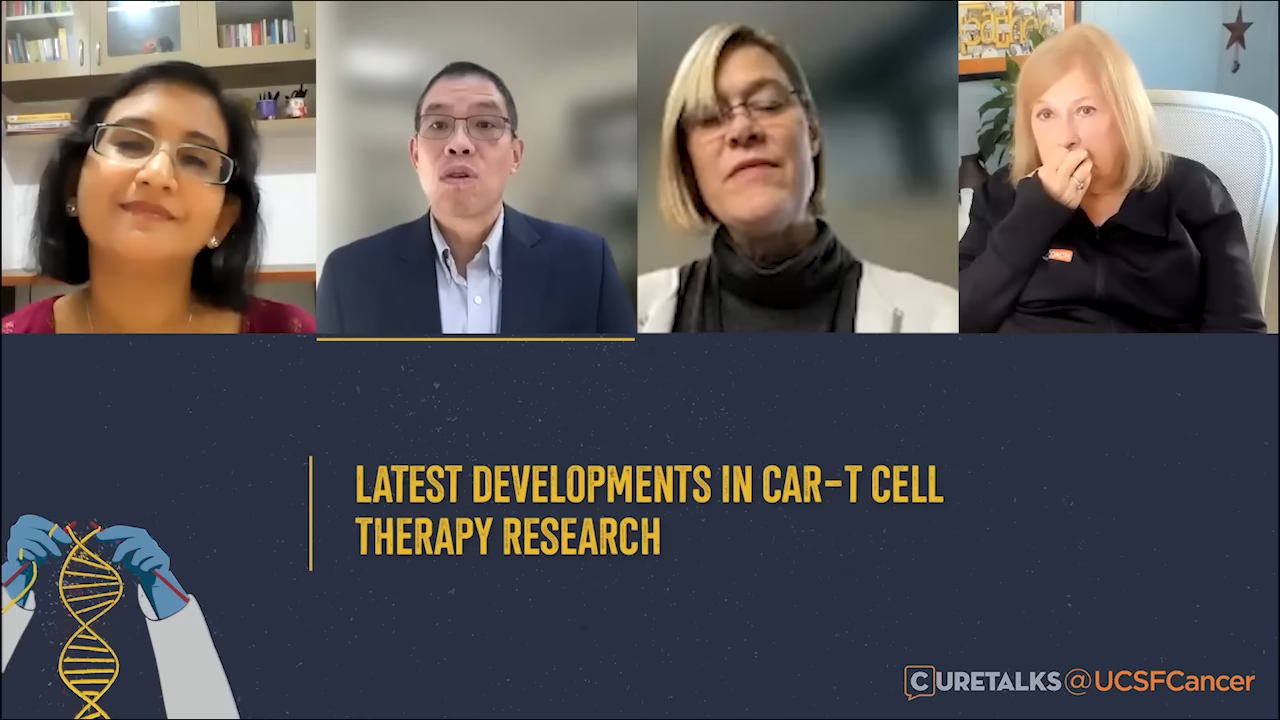 LATEST DEVELOPMENTS IN CAR-T CELL
THERAPY RESEARCH
CURETALKS@UCSFCancer